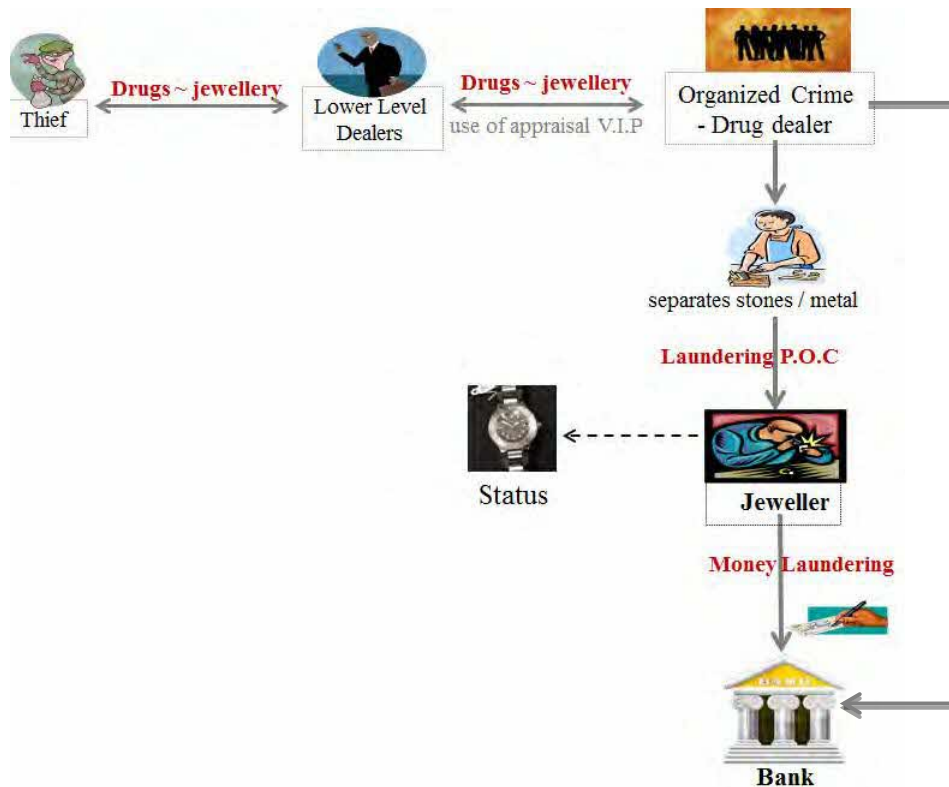 Drugs ~ jewellery
Thief
Lower Level
Dealers
Drugs ~ jewellery
use of appraisal V.I.P
Organized Crime
- Drug dealer
separates stones / metal
Laundering P.O.C
Status
Jeweller
Money Laundering
Bank